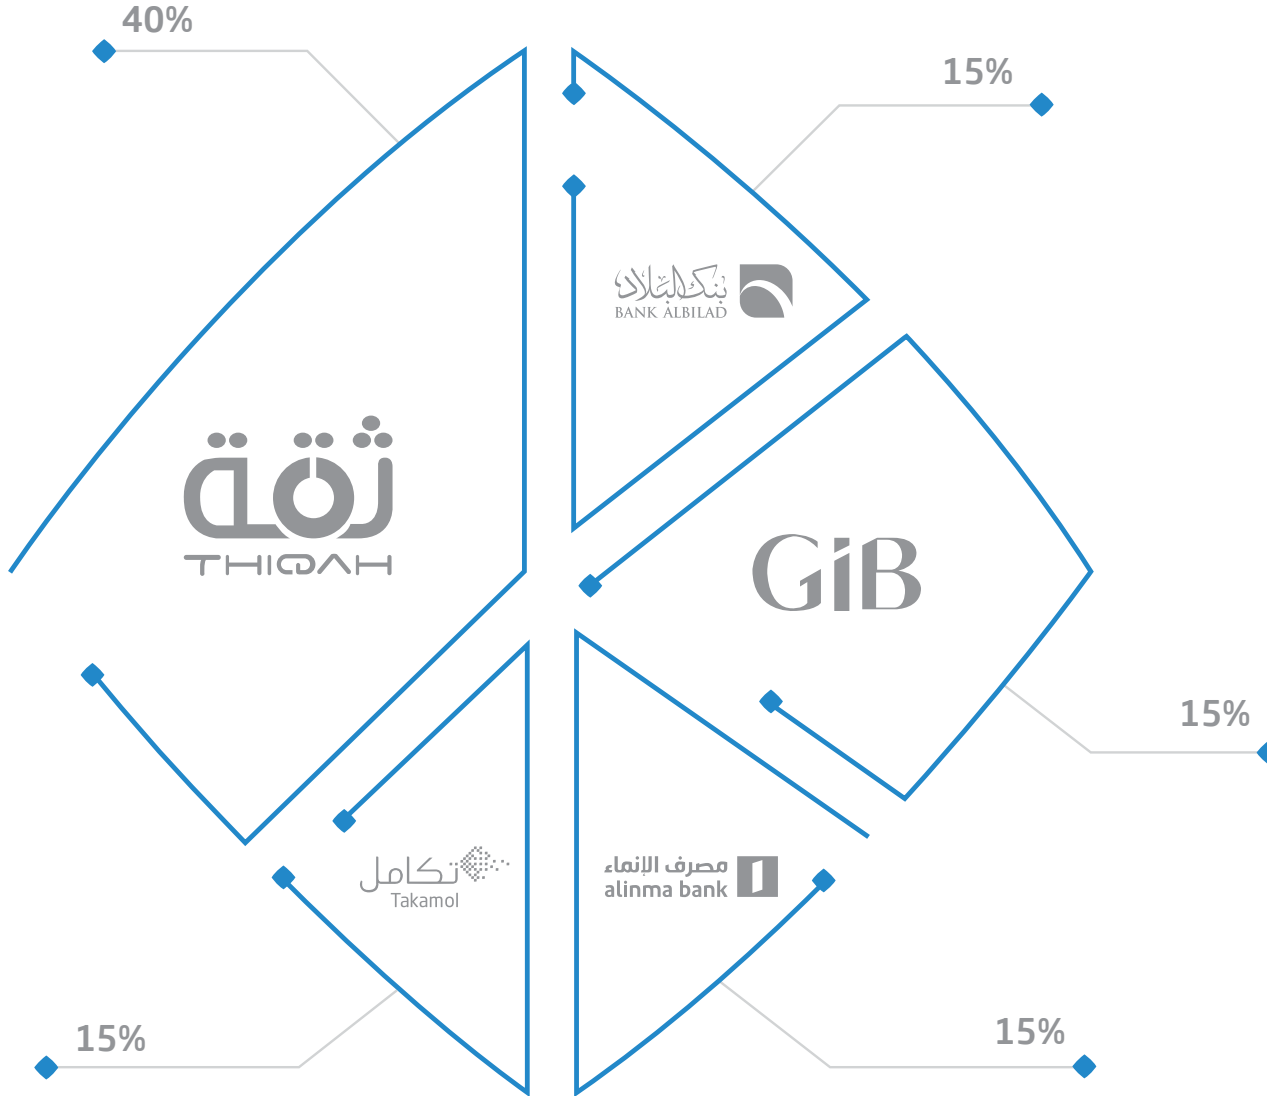 40%
15%
بنك البلاد
BANK ALBILAD
ثقة
THIQAH
GiB
15%
تكامل
Takamol
مصرف الإنماء
alinma bank
15%
15%